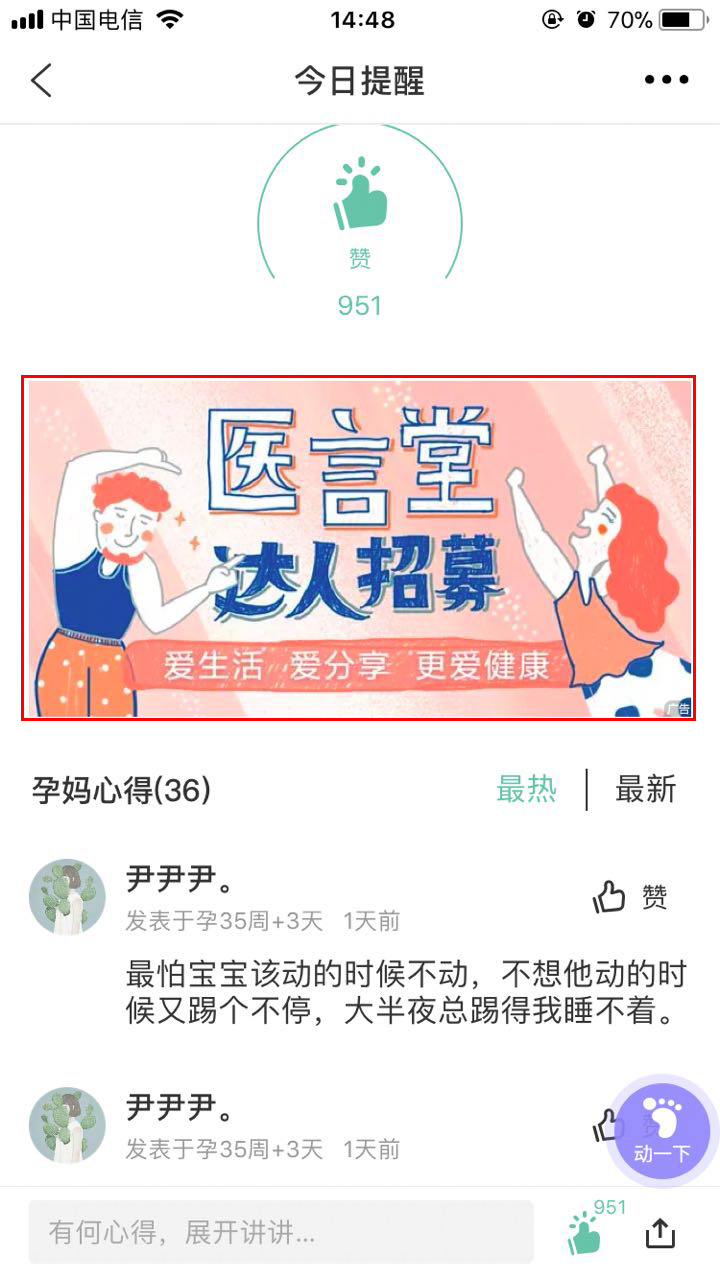 中国电信 14:48 70%
今日提醒
赞
951
医言堂
达人招募
爱生活 爱分享 更爱健康
广告
孕妈心得(36) 最热 最新
尹尹尹。
赞
发表于孕35周+3天 1天前
最怕宝宝该动的时候不动，不想他动的时
候又踢个不停，大半夜总踢得我睡不着。
尹尹尹。
赞
发表于孕35周+3天 1天前
动一下
有何心得，展开讲讲... 951